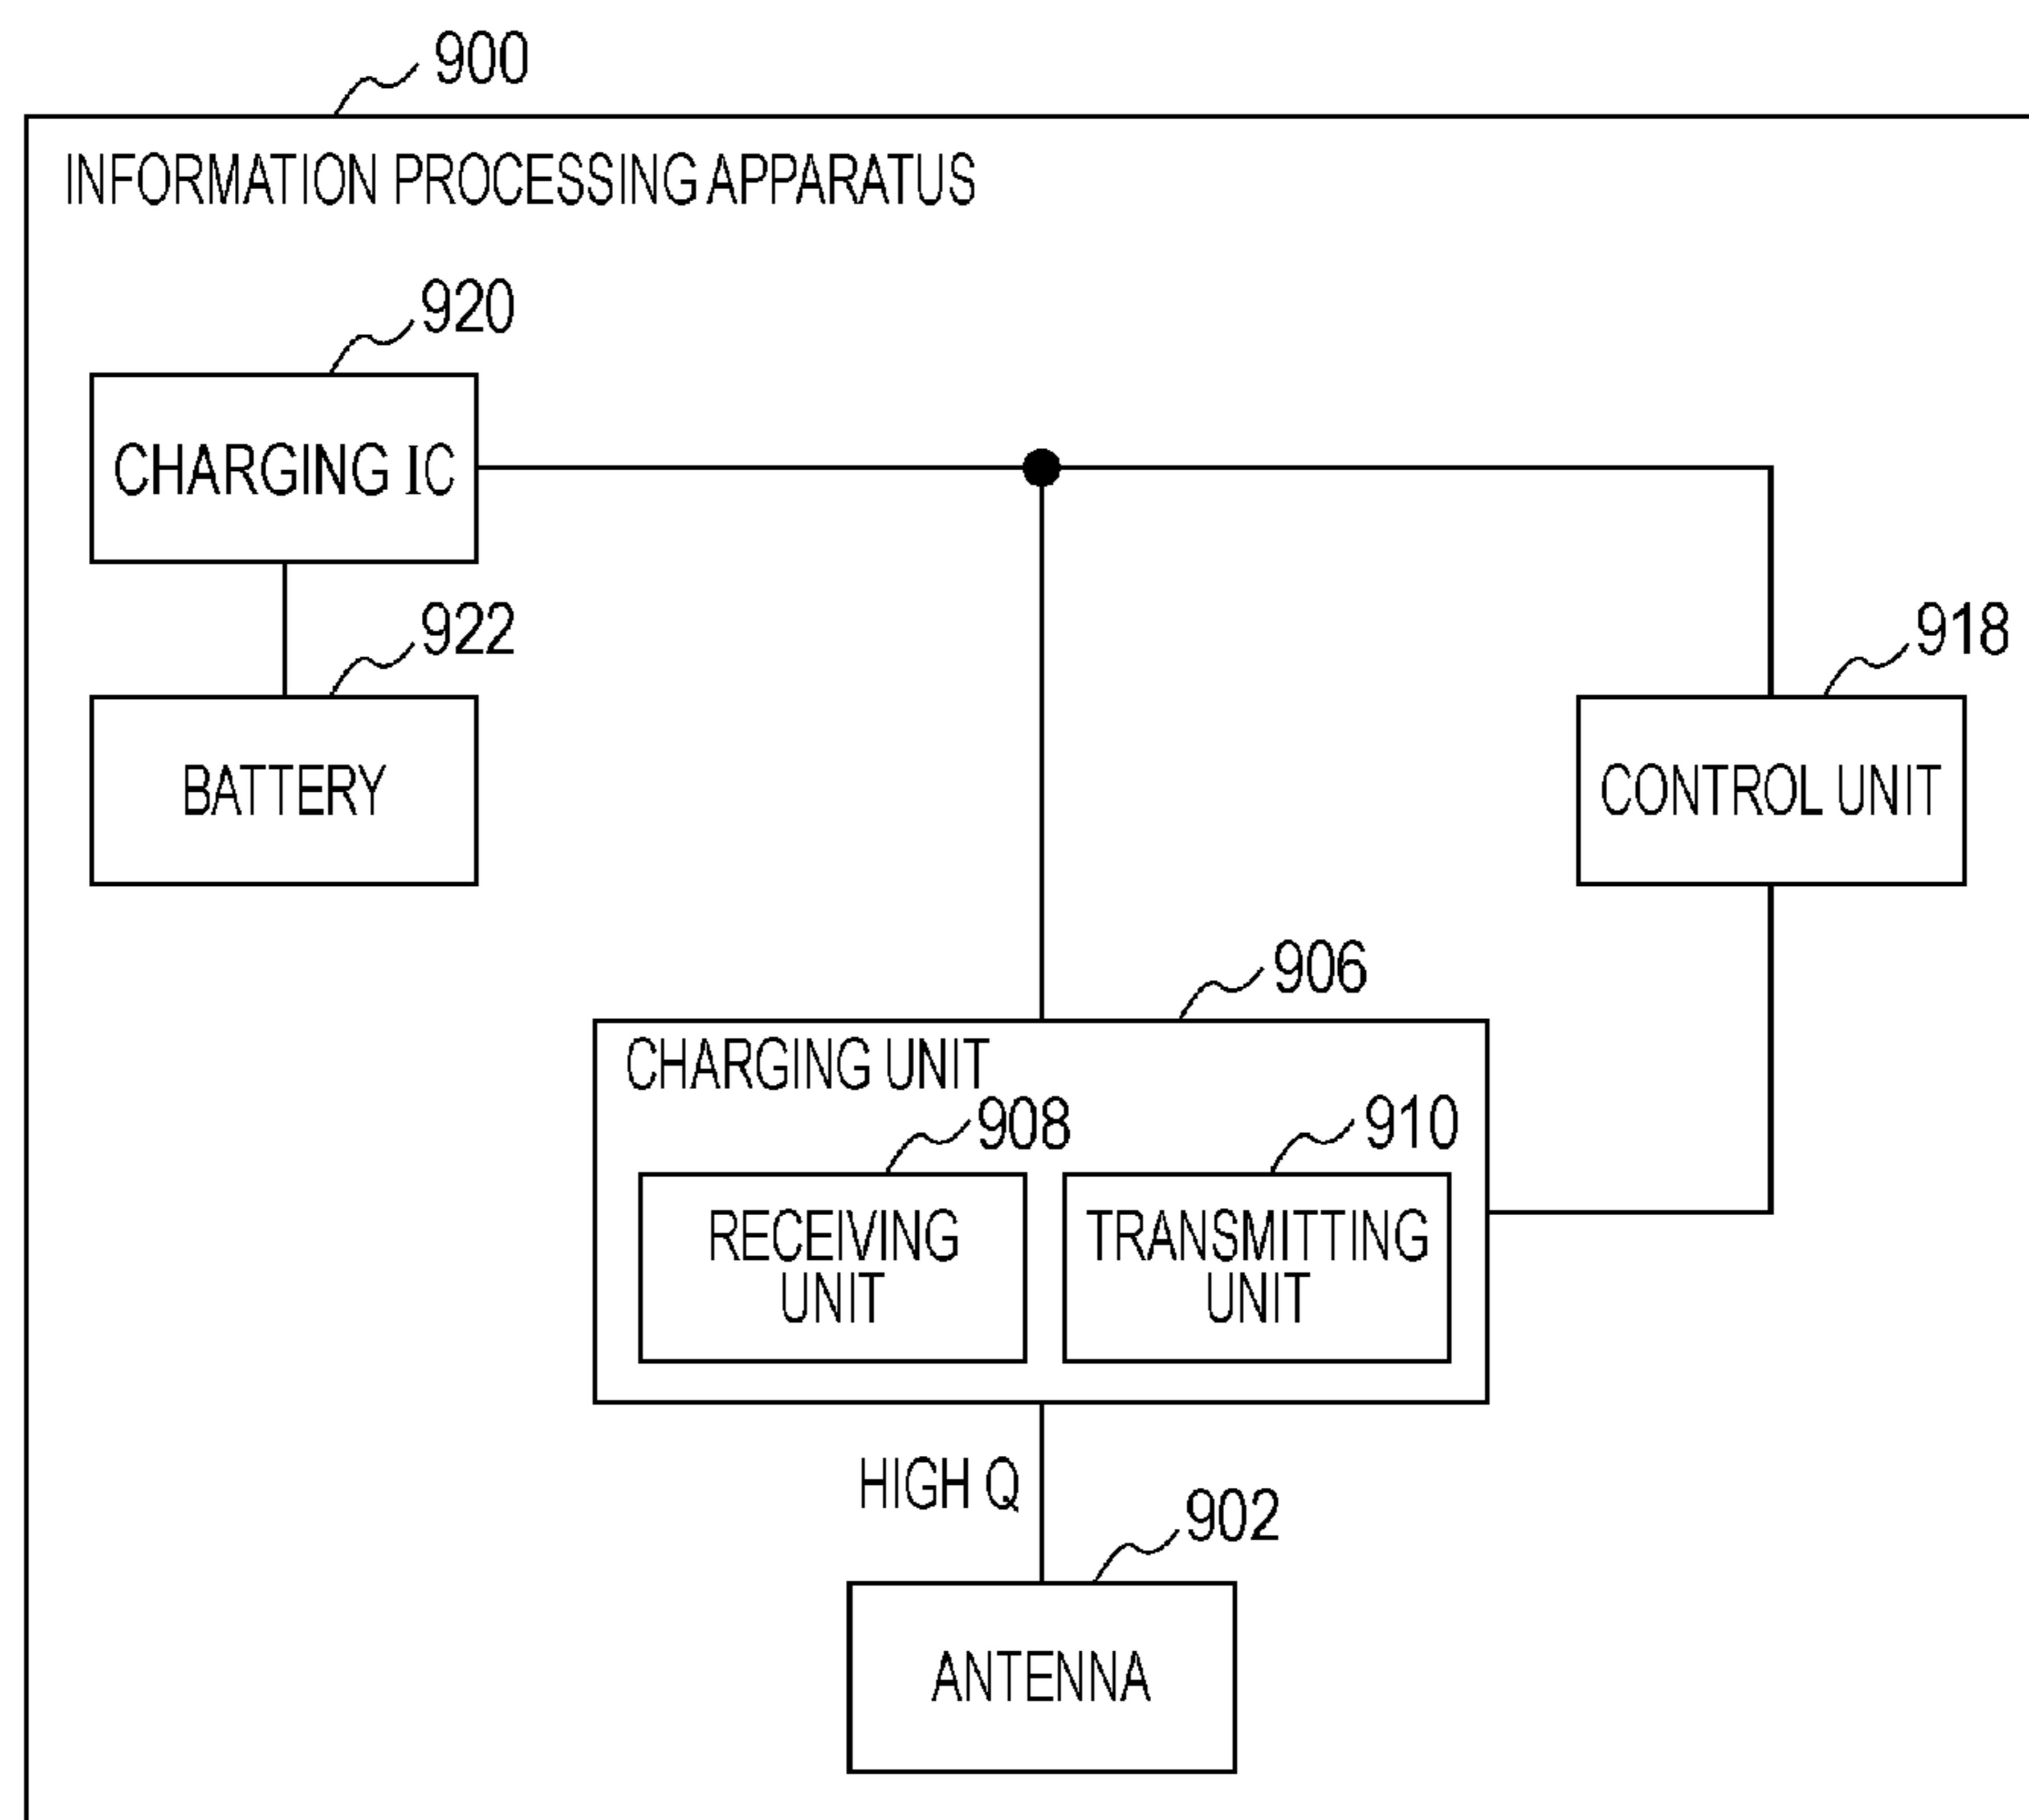 900
INFORMATION PROCESSING APPARATUS
920
CHARGING IC
922
918
BATTERY
CONTROL UNIT
906
CHARGING UNIT
908
910
RECEIVING
UNIT
TRANSMITTING
UNIT
HIGH Q
902
ANTENNA